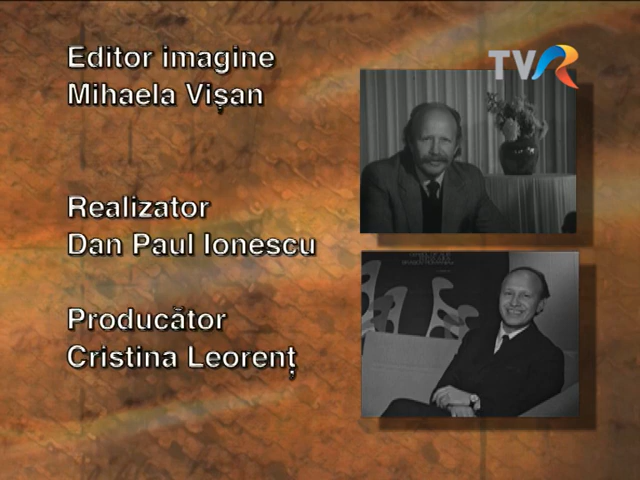 Editor imagine
Mihaela Vișan
Realizator
Dan Paul Ionescu
Producător
Cristina Leorenț
TVR